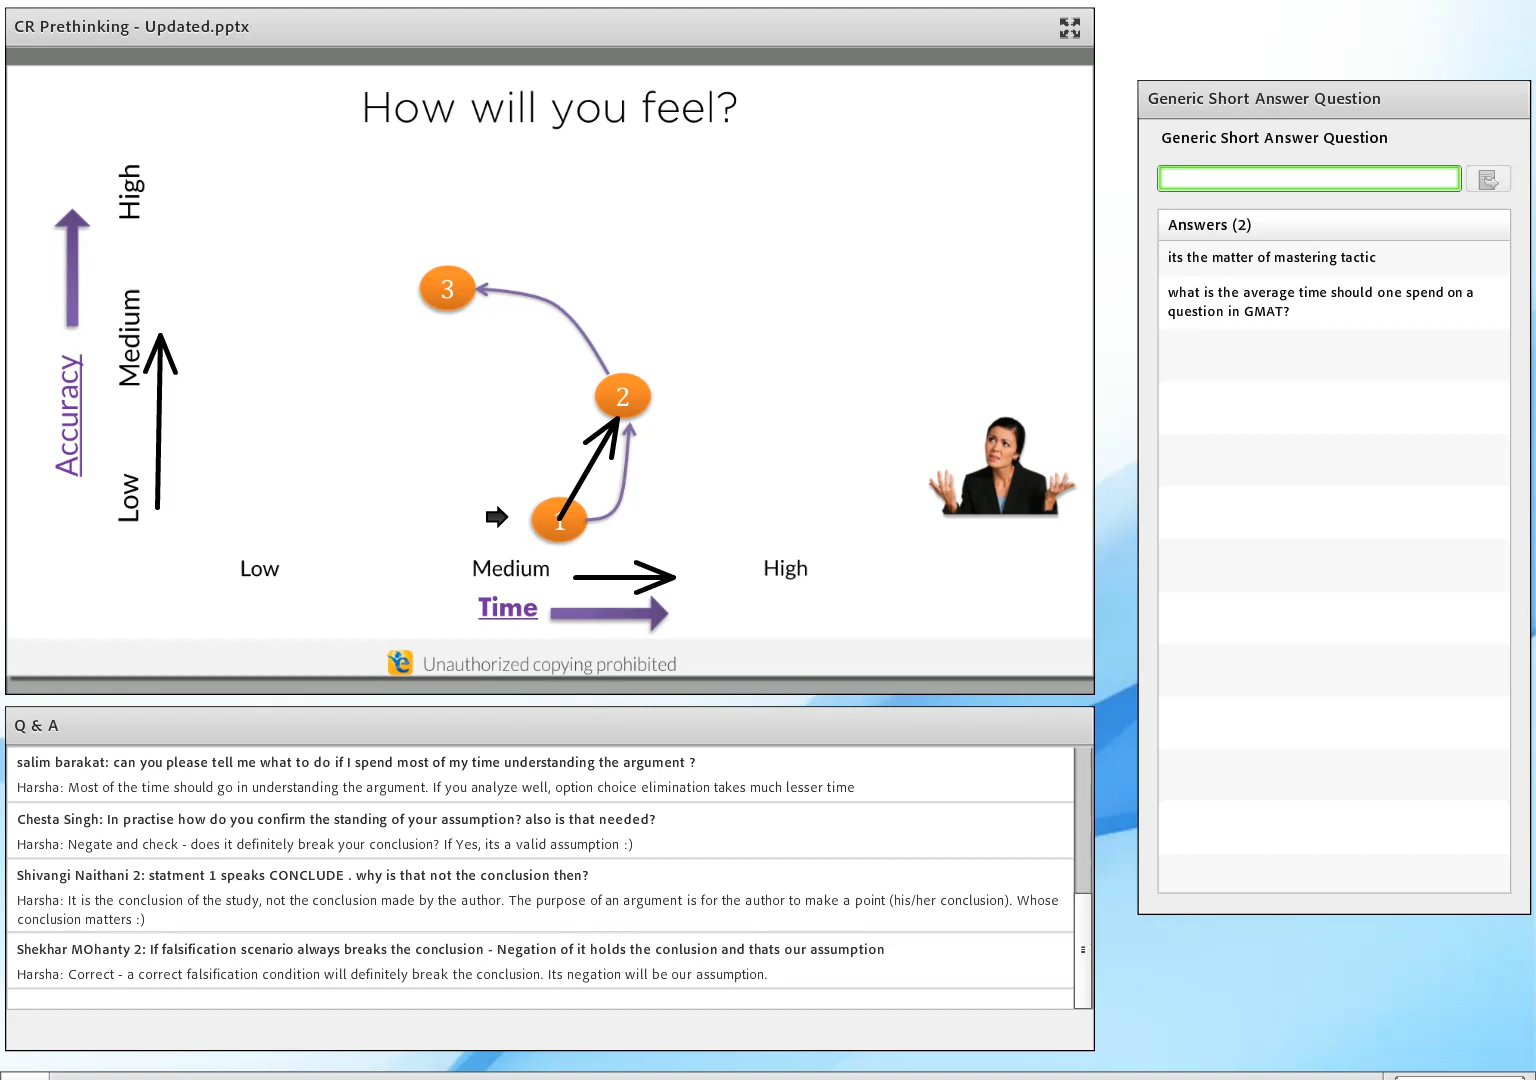 CR Prethinking - Updated.pptx
How will you feel?
High
Medium
Low
Accuracy
3
2
1
Low
Medium
High
Time
Unauthorized copying prohibited
Q & A
salim barakat: can you please tell me what to do if I spend most of my time understanding the argument ?
Harsha: Most of the time should go in understanding the argument. If you analyze well, option choice elimination takes much lesser time
Chesta Singh: In practise how do you confirm the standing of your assumption? also is that needed?
Harsha: Negate and check - does it definitely break your conclusion? If Yes, its a valid assumption :)
Shivangi Naithani 2: statment 1 speaks CONCLUDE . why is that not the conclusion then?
Harsha: It is the conclusion of the study, not the conclusion made by the author. The purpose of an argument is for the author to make a point (his/her conclusion). Whose
conclusion matters :)
Shekhar MOhanty 2: If falsification scenario always breaks the conclusion - Negation of it holds the conlusion and thats our assumption
Harsha: Correct - a correct falsification condition will definitely break the conclusion. Its negation will be our assumption.
Generic Short Answer Question
Generic Short Answer Question
Answers (2)
its the matter of mastering tactic
what is the average time should one spend on a
question in GMAT?